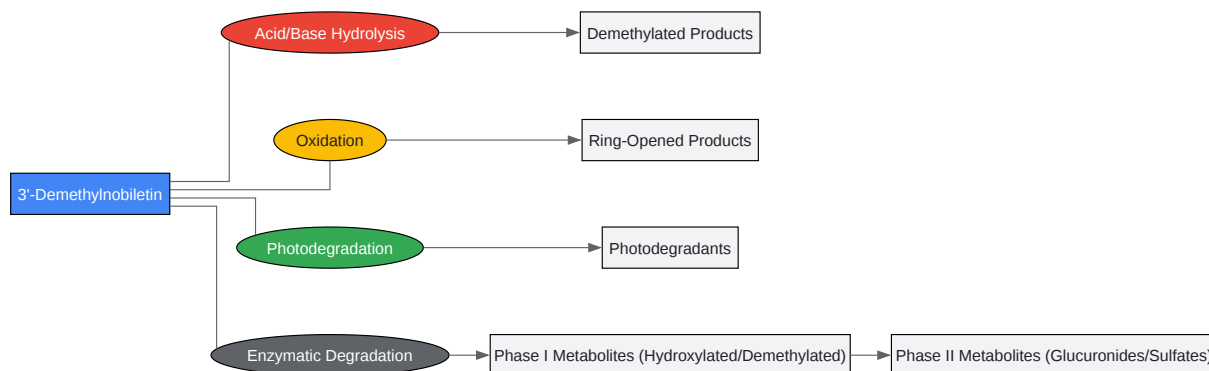 Acid/Base Hydrolysis
Demethylated Products
Oxidation
Ring-Opened Products
3'-Demethylnobiletin
Photodegradation
Photodegradants
Enzymatic Degradation
Phase I Metabolites (Hydroxylated/Demethylated)
Phase II Metabolites (Glucuronides/Sulfates)